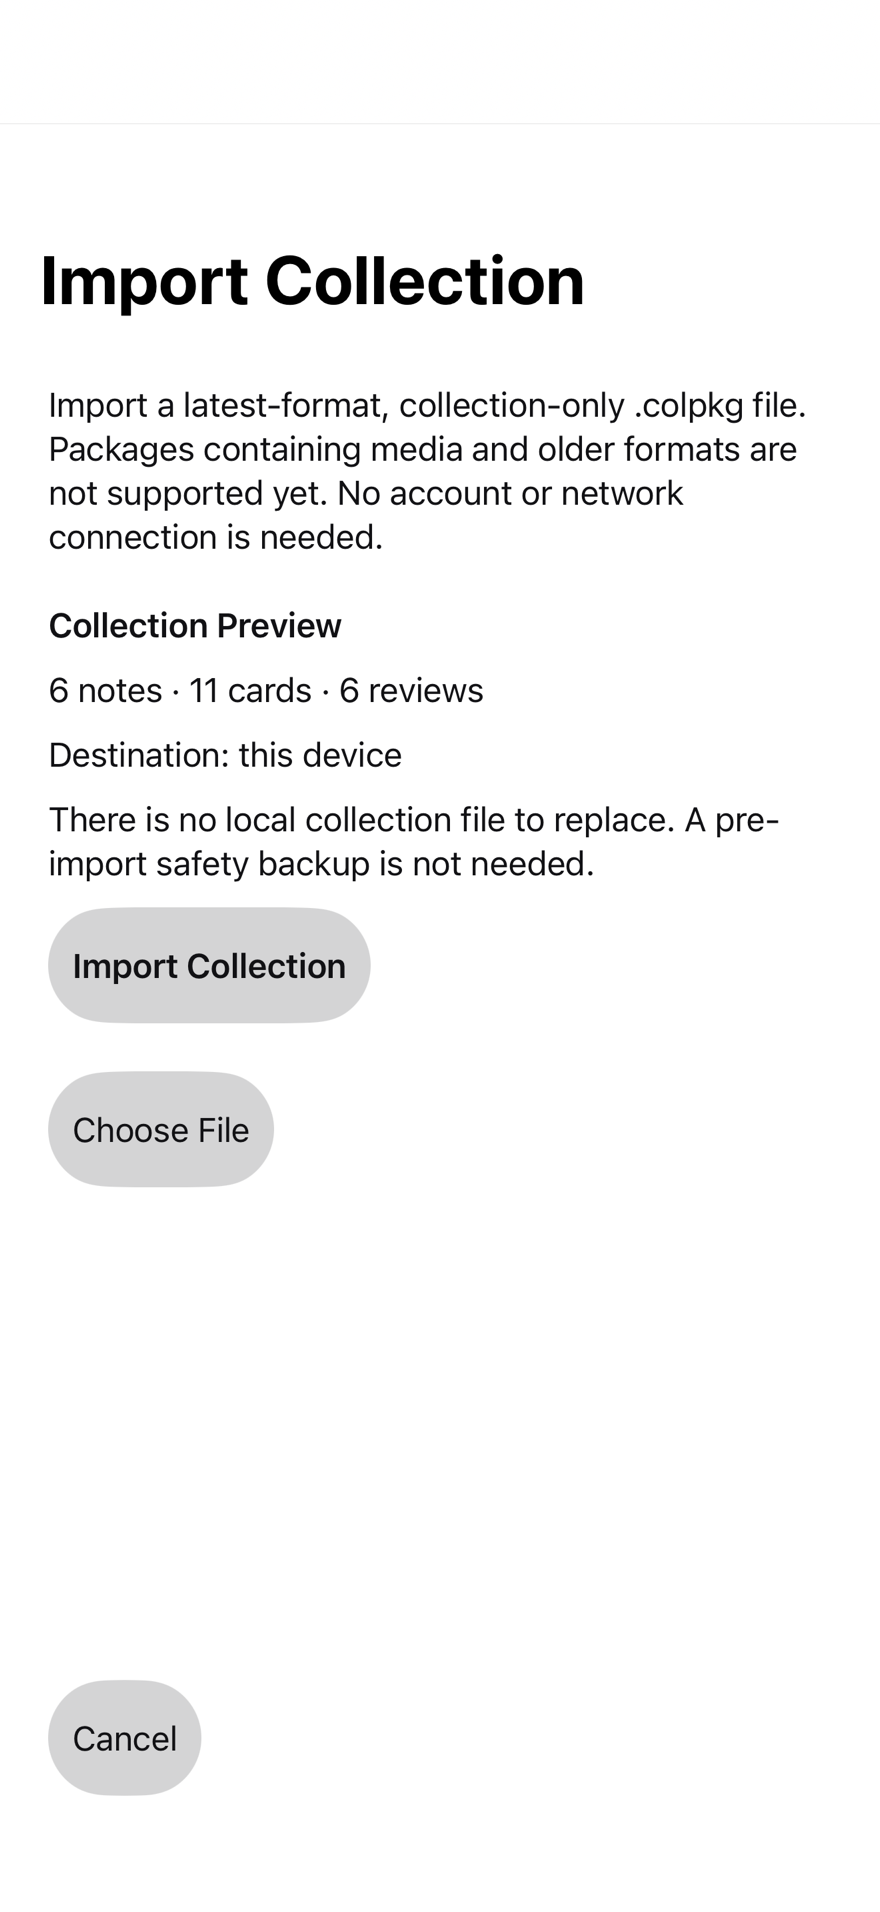 Import Collection
Import a latest-format, collection-only .colpkg file.
Packages containing media and older formats are
not supported yet. No account or network
connection is needed.
Collection Preview
6 notes · 11 cards · 6 reviews
Destination: this device
There is no local collection file to replace. A pre-
import safety backup is not needed.
Import Collection
Choose File
Cancel